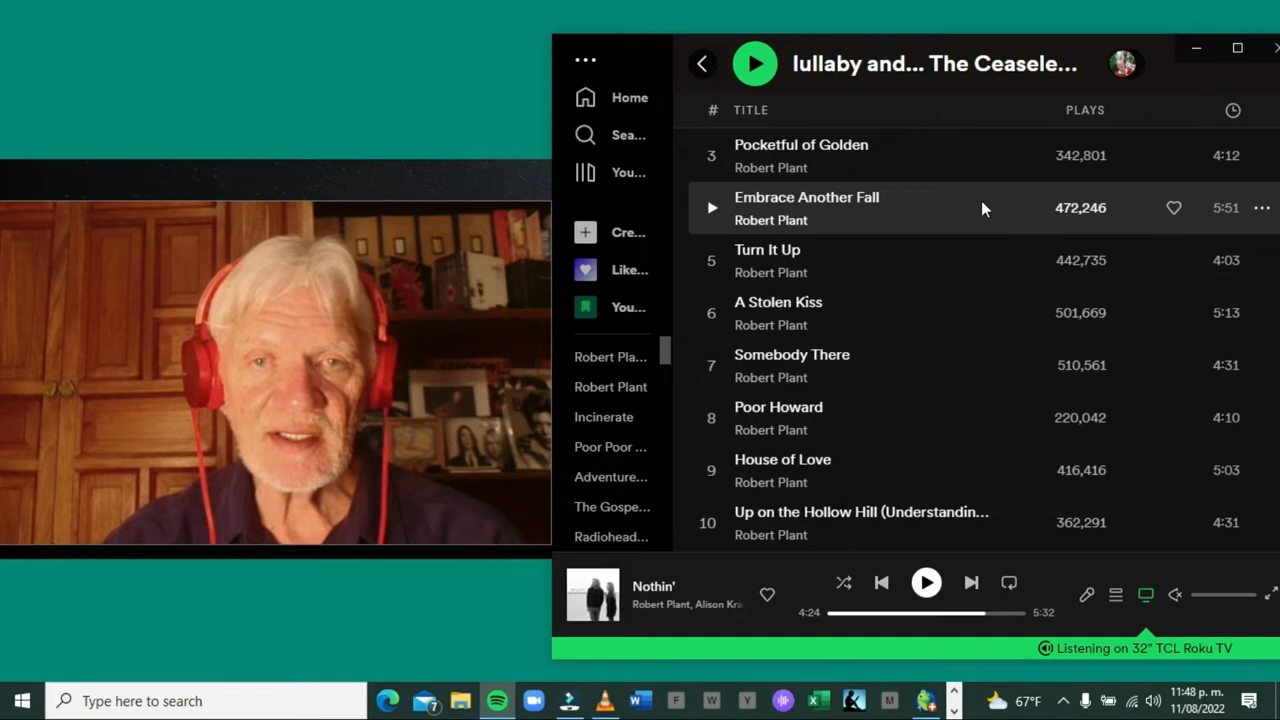 lullaby and... The Ceasele...
Home
Sea...
You...
Cre...
Like...
You...
Robert Pla...
Robert Plant
Incinerate
Poor Poor ...
Adventure...
The Gospe...
Radiohead...
# TITLE PLAYS
3 Pocketful of Golden 342,801 4:12
Robert Plant
Embrace Another Fall 472,246 5:51
Robert Plant
5 Turn It Up 442,735 4:03
Robert Plant
6 A Stolen Kiss 501,669 5:13
Robert Plant
7 Somebody There 510,561 4:31
Robert Plant
8 Poor Howard 220,042 4:10
Robert Plant
9 House of Love 416,416 5:03
Robert Plant
10 Up on the Hollow Hill (Understandin... 362,291 4:31
Robert Plant
Nothin'
Robert Plant, Alison Kra
4:24 5:32
Listening on 32" TCL Roku TV
Type here to search
7
F
W
Y
M
67°F
11:48 p. m.
11/08/2022